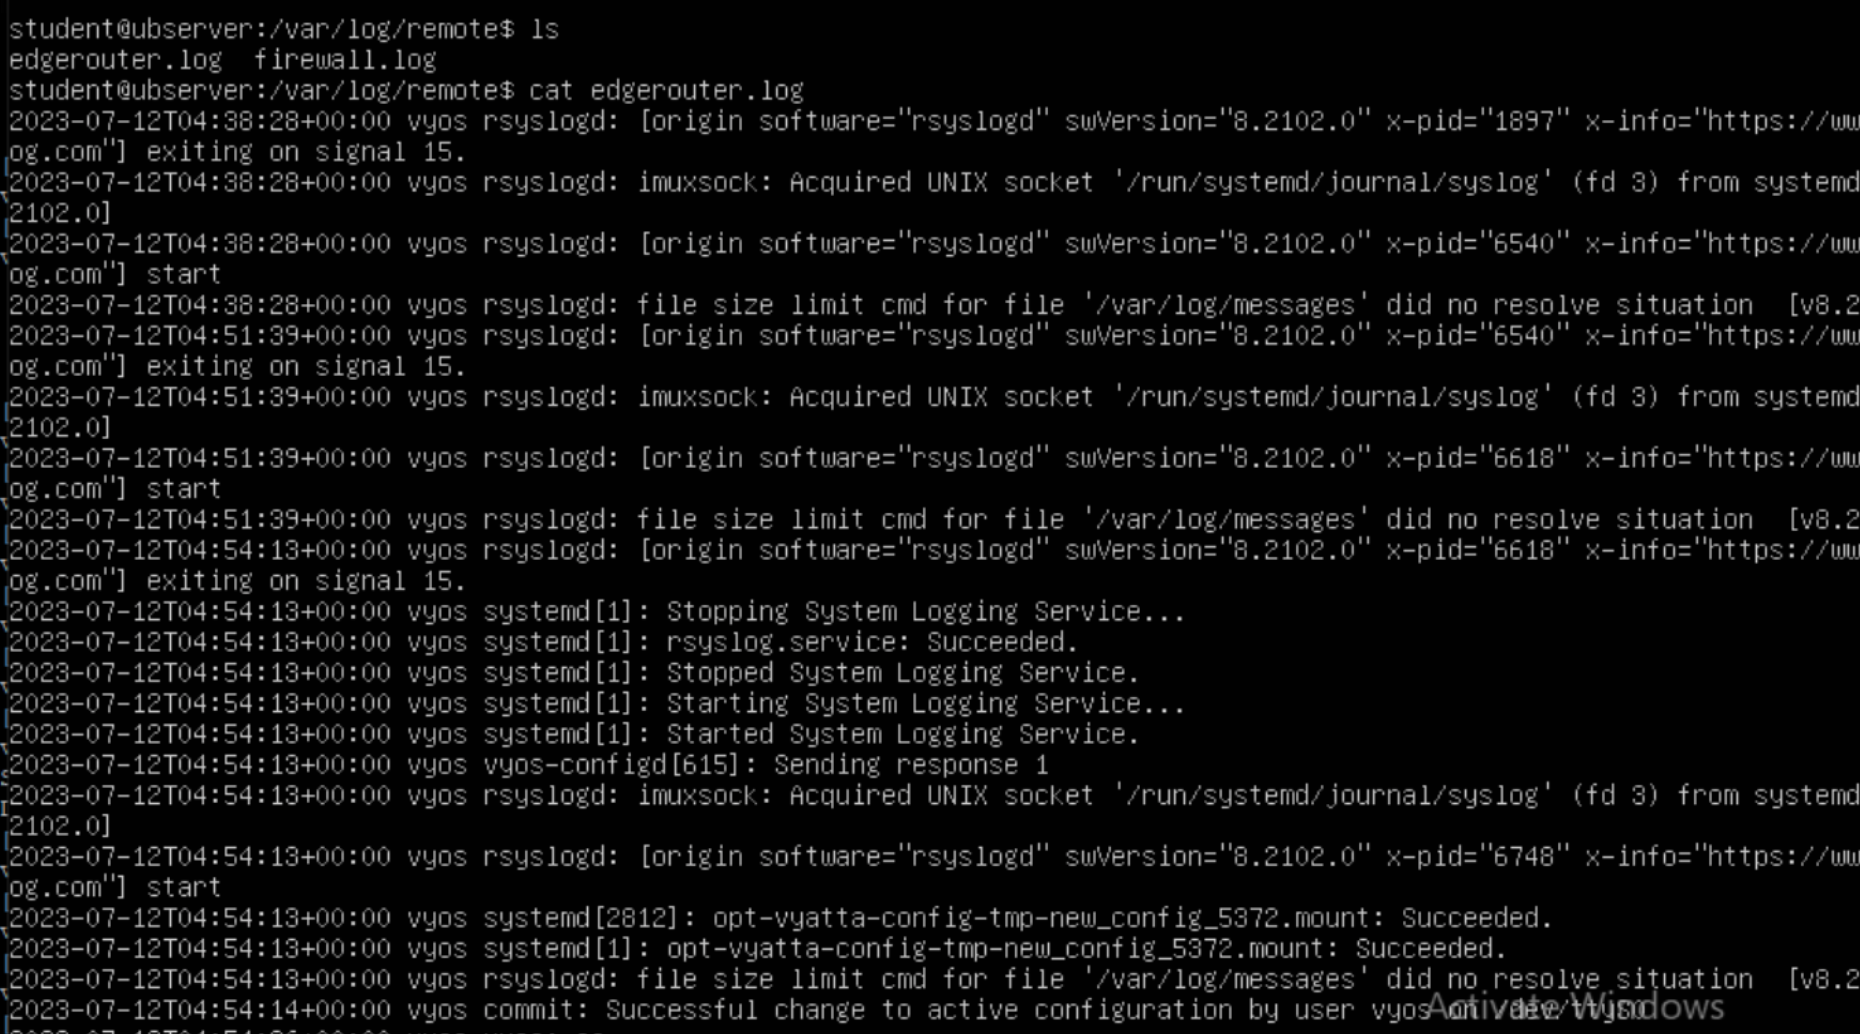 student@ubserver:/var/log/remote$ ls
edgerouter.log  firewall.log
student@ubserver:/var/log/remote$ cat edgerouter.log
2023-07-12T04:38:28+00:00 vyos rsyslogd: [origin software="rsyslogd" swVersion="8.2102.0" x-pid="1897" x-info="https://ww
og.com"] exiting on signal 15.
2023-07-12T04:38:28+00:00 vyos rsyslogd: imuxsock: Acquired UNIX socket '/run/systemd/journal/syslog' (fd 3) from systemd
2102.0]
2023-07-12T04:38:28+00:00 vyos rsyslogd: [origin software="rsyslogd" swVersion="8.2102.0" x-pid="6540" x-info="https://ww
og.com"] start
2023-07-12T04:38:28+00:00 vyos rsyslogd: file size limit cmd for file '/var/log/messages' did no resolve situation  [v8.2
2023-07-12T04:51:39+00:00 vyos rsyslogd: [origin software="rsyslogd" swVersion="8.2102.0" x-pid="6540" x-info="https://ww
og.com"] exiting on signal 15.
2023-07-12T04:51:39+00:00 vyos rsyslogd: imuxsock: Acquired UNIX socket '/run/systemd/journal/syslog' (fd 3) from systemd
2102.0]
2023-07-12T04:51:39+00:00 vyos rsyslogd: [origin software="rsyslogd" swVersion="8.2102.0" x-pid="6618" x-info="https://ww
og.com"] start
2023-07-12T04:51:39+00:00 vyos rsyslogd: file size limit cmd for file '/var/log/messages' did no resolve situation  [v8.2
2023-07-12T04:54:13+00:00 vyos rsyslogd: [origin software="rsyslogd" swVersion="8.2102.0" x-pid="6618" x-info="https://ww
og.com"] exiting on signal 15.
2023-07-12T04:54:13+00:00 vyos systemd[1]: Stopping System Logging Service...
2023-07-12T04:54:13+00:00 vyos systemd[1]: rsyslog.service: Succeeded.
2023-07-12T04:54:13+00:00 vyos systemd[1]: Stopped System Logging Service.
2023-07-12T04:54:13+00:00 vyos systemd[1]: Starting System Logging Service...
2023-07-12T04:54:13+00:00 vyos systemd[1]: Started System Logging Service.
2023-07-12T04:54:13+00:00 vyos vyos-configd[615]: Sending response 1
2023-07-12T04:54:13+00:00 vyos rsyslogd: imuxsock: Acquired UNIX socket '/run/systemd/journal/syslog' (fd 3) from systemd
2102.0]
2023-07-12T04:54:13+00:00 vyos rsyslogd: [origin software="rsyslogd" swVersion="8.2102.0" x-pid="6748" x-info="https://ww
og.com"] start
2023-07-12T04:54:13+00:00 vyos systemd[2812]: opt-vyatta-config-tmp-new_config_5372.mount: Succeeded.
2023-07-12T04:54:13+00:00 vyos systemd[1]: opt-vyatta-config-tmp-new_config_5372.mount: Succeeded.
2023-07-12T04:54:13+00:00 vyos rsyslogd: file size limit cmd for file '/var/log/messages' did no resolve situation  [v8.2
2023-07-12T04:54:14+00:00 vyos commit: Successful change to active configuration by user vyos on
Activate Windows